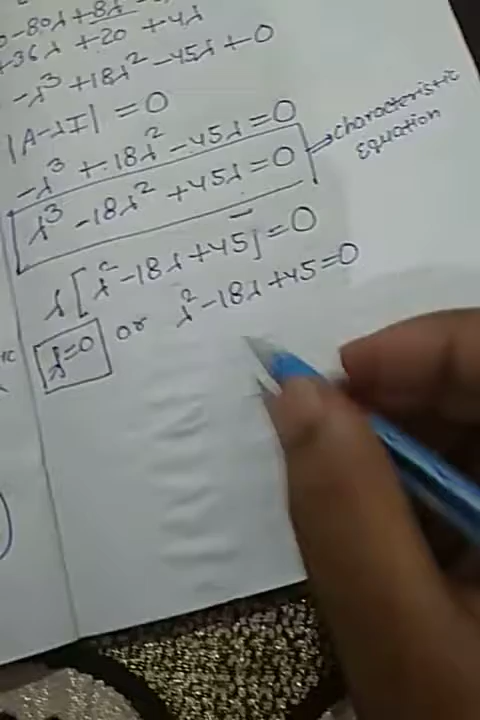 -80λ+8λ
+36λ +20 +4λ
-λ³ +18λ² -45λ +0
|A-λI| = 0
-λ³ +18λ² -45λ=0
λ³ -18λ² +45λ=0 → characteristic Equation
λ[λ²-18λ+45]=0
λ=0 or λ²-18λ+45=0